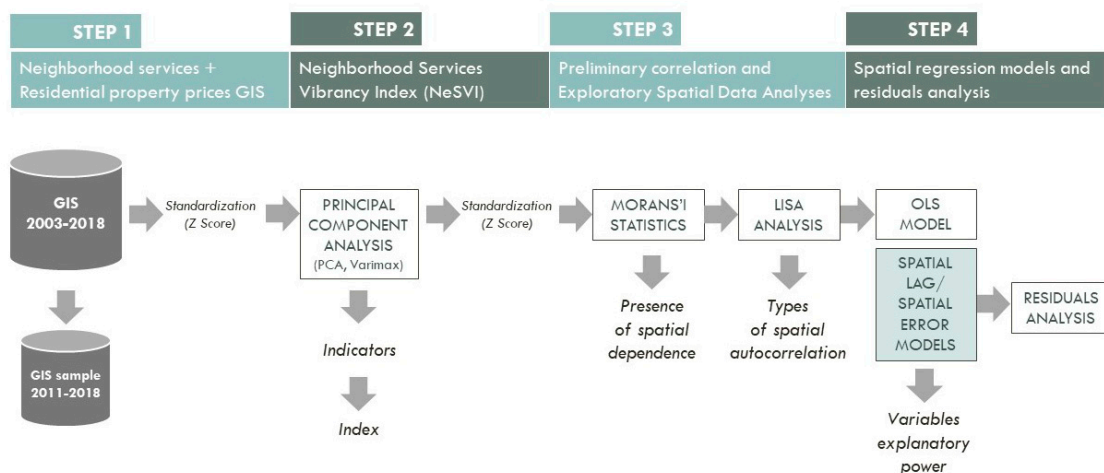 STEP 1
Neighborhood services +
Residential property prices GIS
STEP 2
Neighborhood Services
Vibrancy Index (NeSVI)
STEP 3
Preliminary correlation and
Exploratory Spatial Data Analyses
STEP 4
Spatial regression models and
residuals analysis
GIS
2003-2018
GIS sample
2011-2018
Standardization
(Z Score)
PRINCIPAL
COMPONENT
ANALYSIS
(PCA, Varimax)
Indicators
Index
Standardization
(Z Score)
MORANS'I
STATISTICS
Presence
of spatial
dependence
LISA
ANALYSIS
Types
of spatial
autocorrelation
OLS
MODEL
SPATIAL
LAG/
SPATIAL
ERROR
MODELS
Variables
explanatory
power
RESIDUALS
ANALYSIS